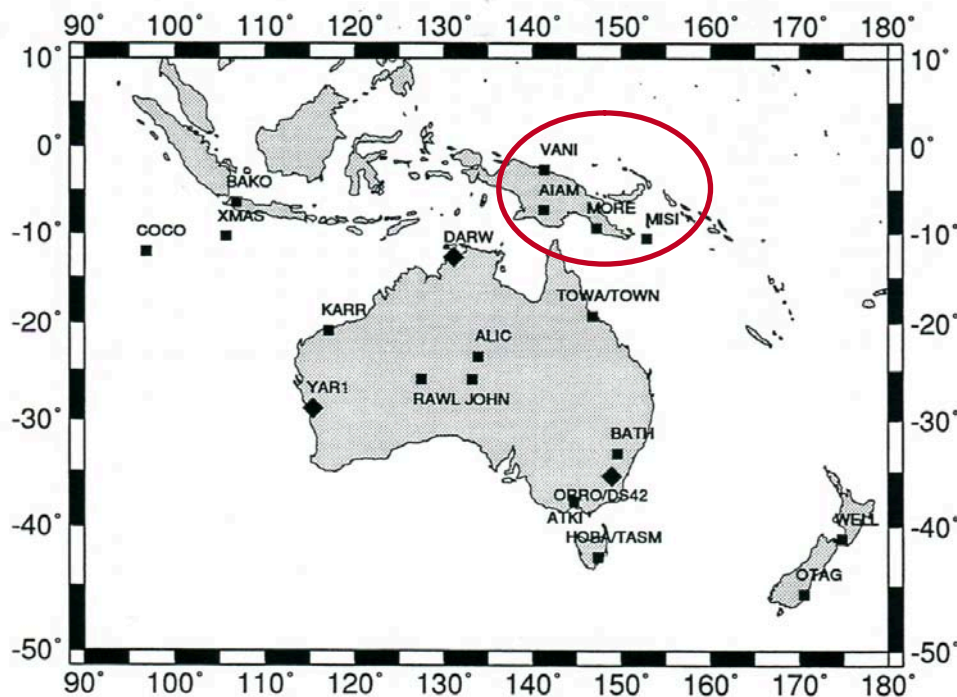 90° 100° 110° 120° 130° 140° 150° 160° 170° 180°
10° 10°
0° 0°
-10° -10°
-20° -20°
-30° -30°
-40° -40°
-50° -50°
VANI
BAKO AIAM
XMAS MORE MISI
COCO DARW
TOWA/TOWN
KARR
ALIC
YAR1
RAWL JOHN
BATH
ORRO/DS42
ATKI WELL
HOBA/TASM
OTAG
90° 100° 110° 120° 130° 140° 150° 160° 170° 180°